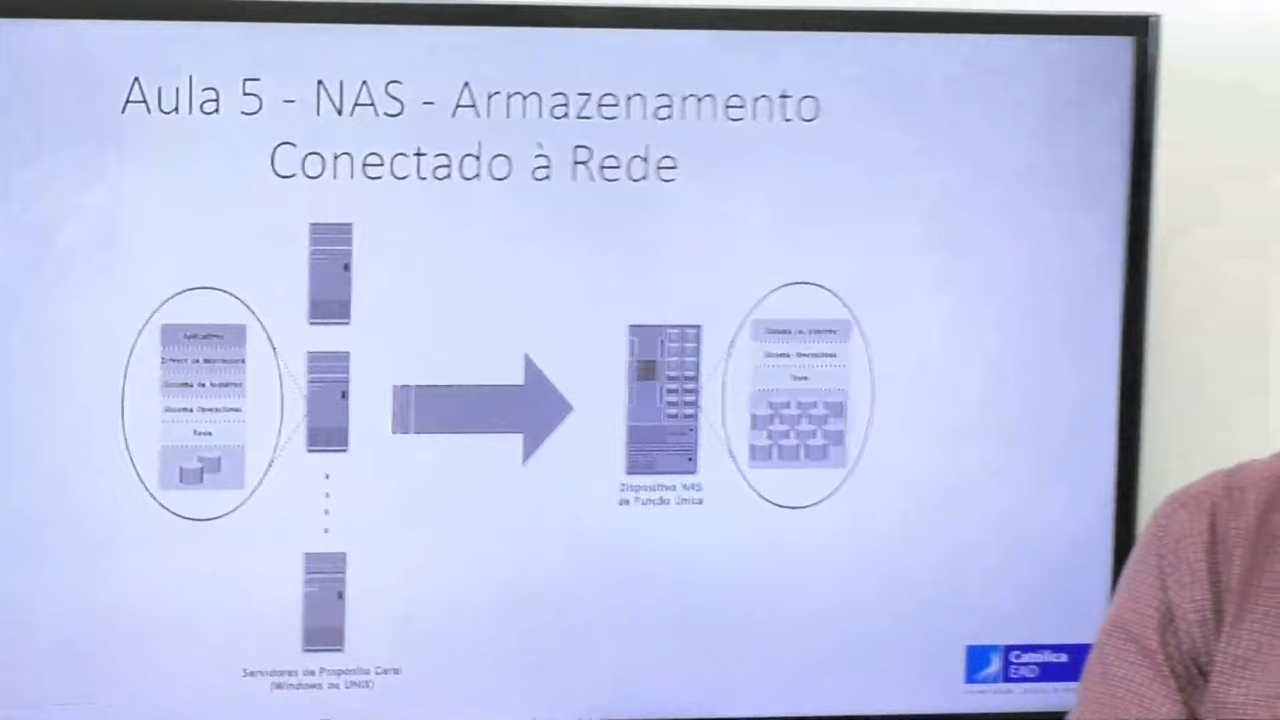 Aula 5 - NAS - Armazenamento
Conectado à Rede
Aplicativos
Sistema de Arquivos
Sistema Operacional
Rede
Sistema de Arquivos
Sistema Operacional
Rede
Dispositivo NAS
de Função Única
Servidores de Propósito Geral
(Windows ou UNIX)
Católica
EAD